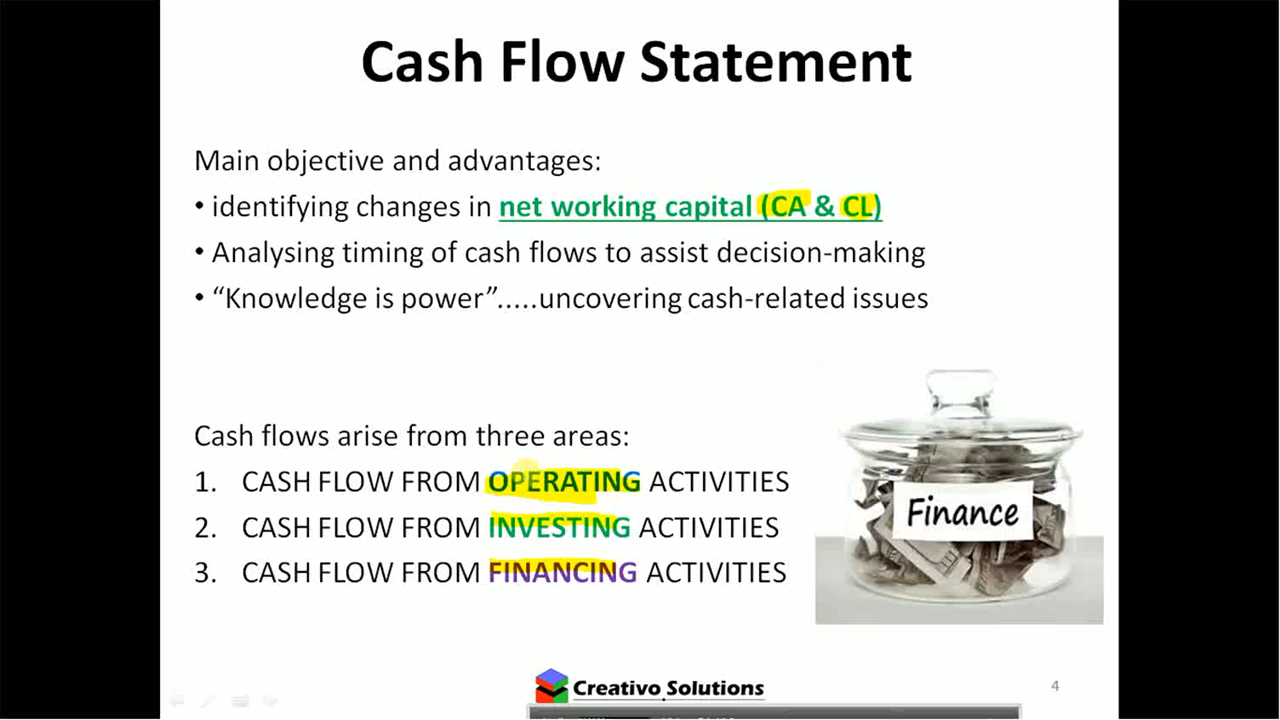 Cash Flow Statement
Main objective and advantages:
• identifying changes in net working capital (CA & CL)
• Analysing timing of cash flows to assist decision-making
• “Knowledge is power”.....uncovering cash-related issues
Cash flows arise from three areas:
1. CASH FLOW FROM OPERATING ACTIVITIES
2. CASH FLOW FROM INVESTING ACTIVITIES
3. CASH FLOW FROM FINANCING ACTIVITIES
Finance
Creativo Solutions
4